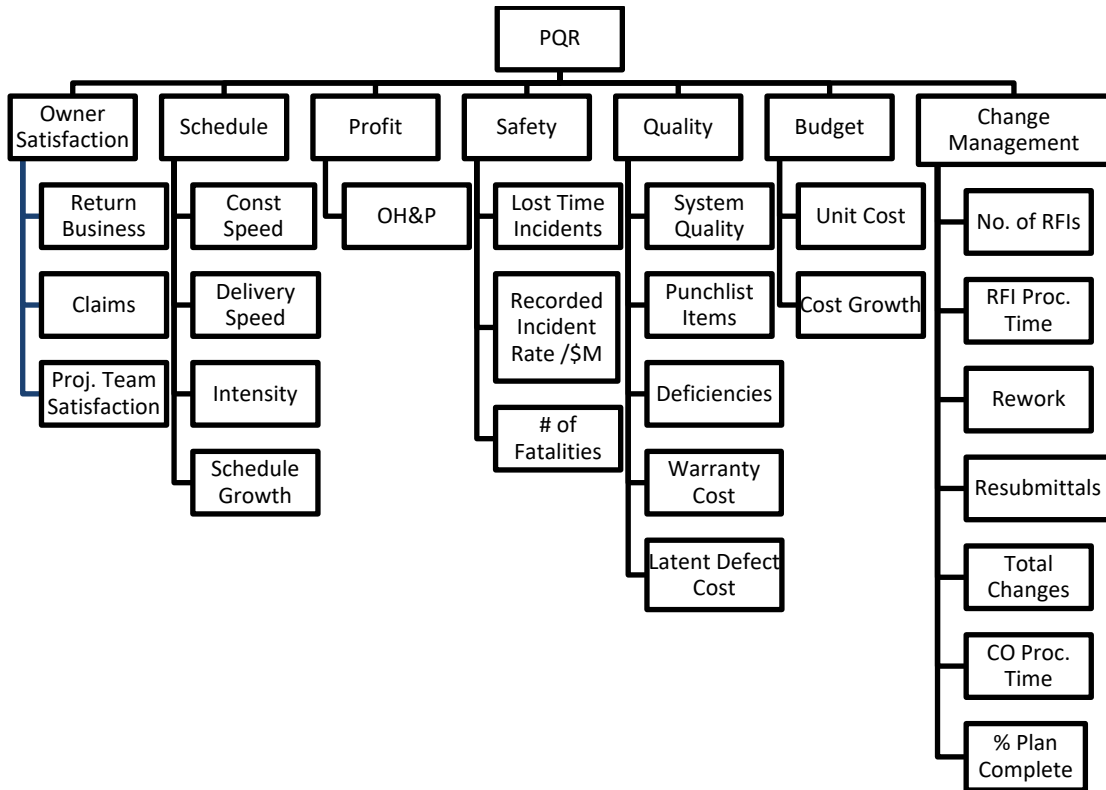 PQR
Owner
Satisfaction
Schedule
Profit
Safety
Quality
Budget
Change
Management
Return
Business
Claims
Proj. Team
Satisfaction
Const
Speed
Delivery
Speed
Intensity
Schedule
Growth
OH&P
Lost Time
Incidents
Recorded
Incident
Rate /$M
# of
Fatalities
System
Quality
Punchlist
Items
Deficiencies
Warranty
Cost
Latent Defect
Cost
Unit Cost
Cost Growth
No. of RFIs
RFI Proc.
Time
Rework
Resubmittals
Total
Changes
CO Proc.
Time
% Plan
Complete